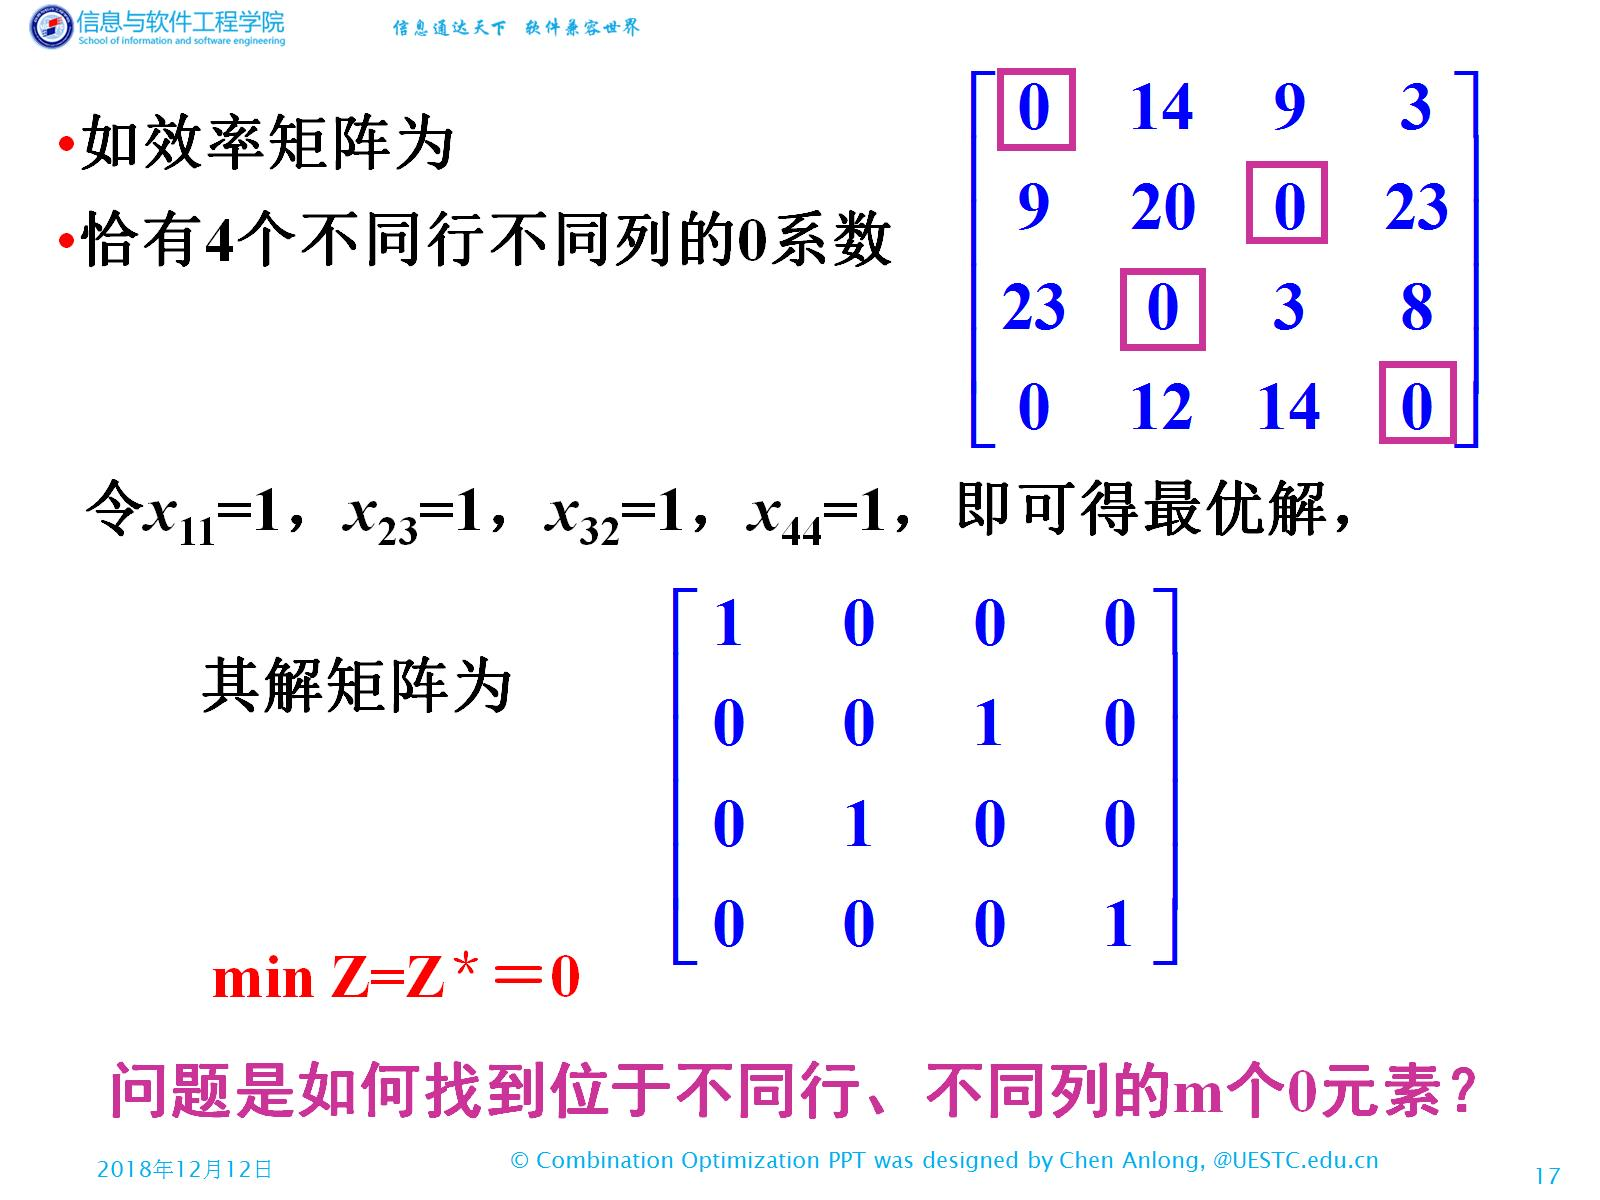 信息与软件工程学院
School of information and software engineering
信息通达天下 软件兼容世界
•如效率矩阵为
•恰有4个不同行不同列的0系数
0 14 9 3
9 20 0 23
23 0 3 8
0 12 14 0
令x11=1，x23=1，x32=1，x44=1，即可得最优解，
其解矩阵为
1 0 0 0
0 0 1 0
0 1 0 0
0 0 0 1
min Z=Z*＝0
问题是如何找到位于不同行、不同列的m个0元素？
2018年12月12日
© Combination Optimization PPT was designed by Chen Anlong, @UESTC.edu.cn
17